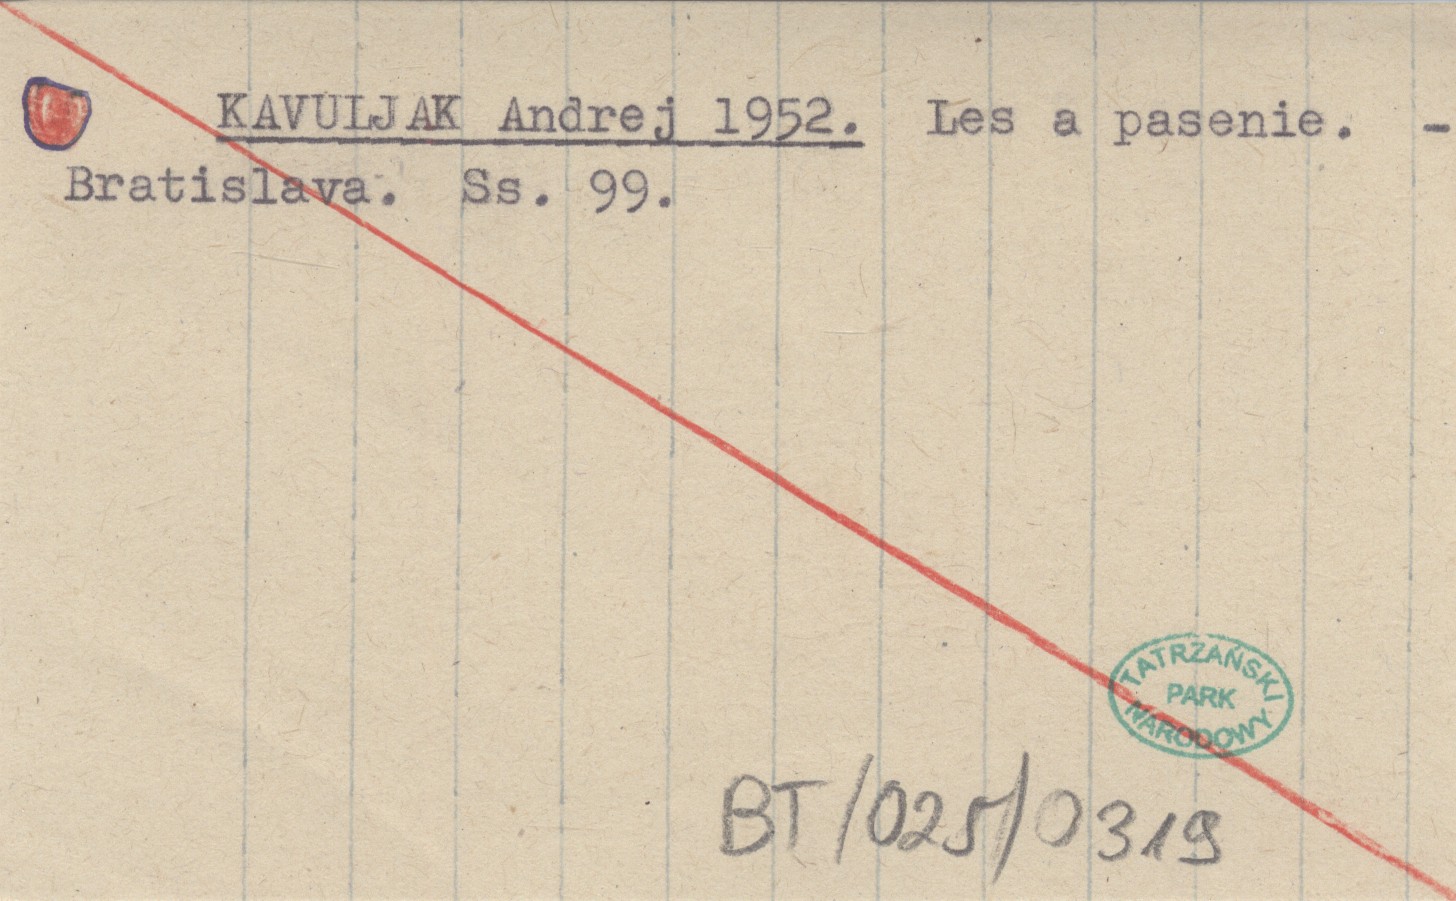 KAVULJAK Andrej 1952. Les a pasenie. -
Bratislava. Ss. 99.
TATRZAŃSKI
PARK
NARODOWY
BT/025/0319